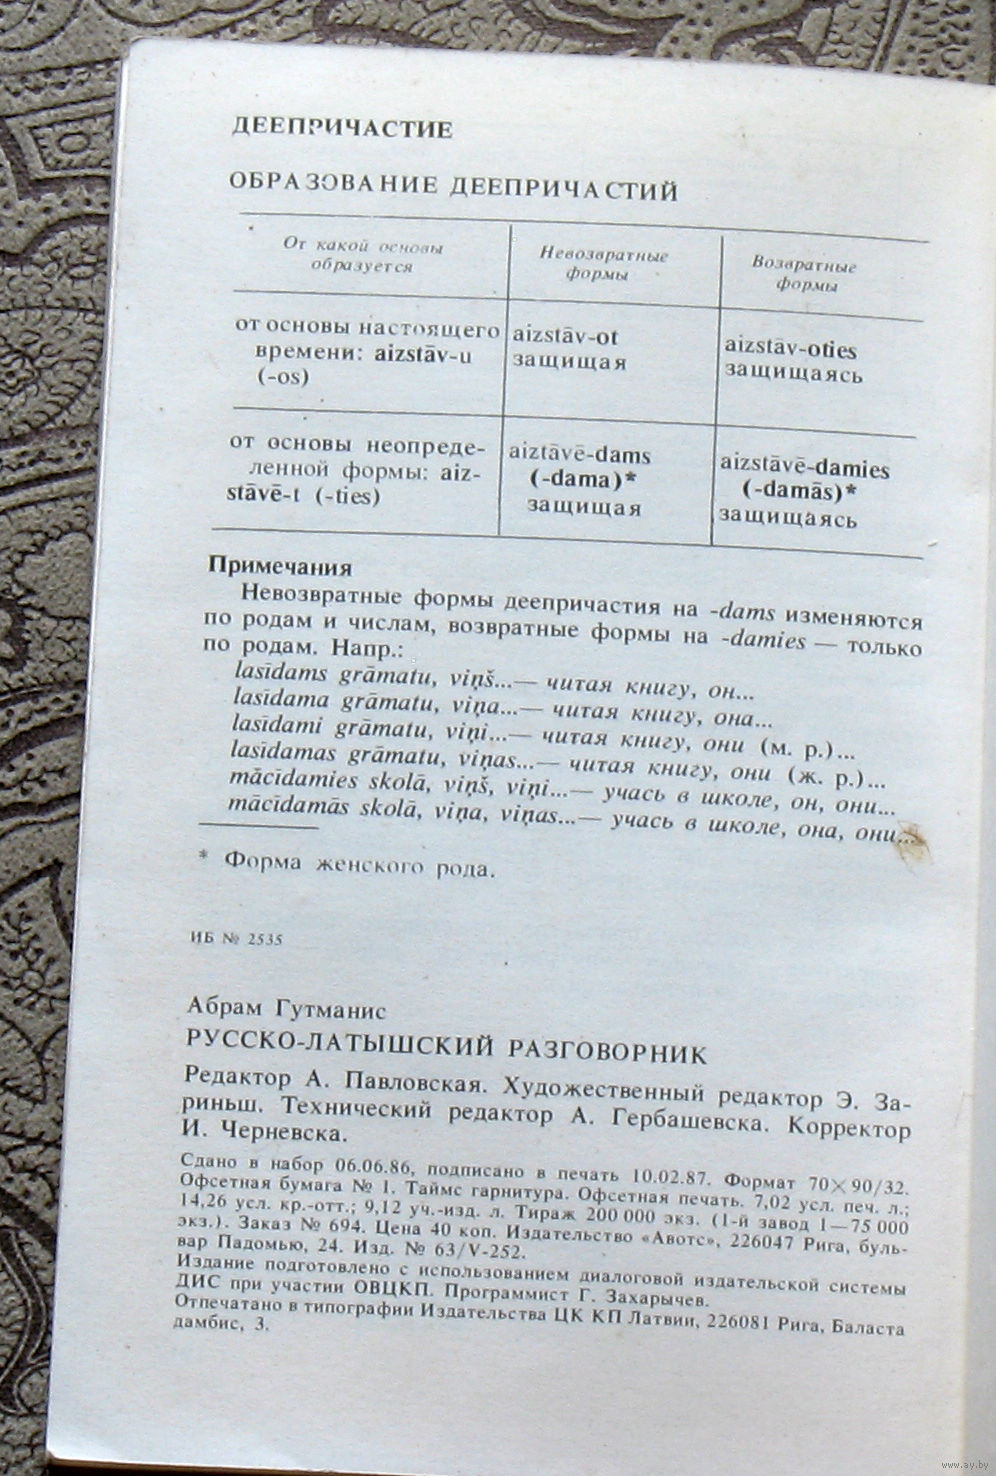 ДЕЕПРИЧАСТИЕ
ОБРАЗОВАНИЕ ДЕЕПРИЧАСТИЙ
От какой основы
образуется
Невозвратные
формы
Возвратные
формы
от основы настоящего
времени: aizstāv-u
(-os)
aizstāv-ot
защищая
aizstāv-oties
защищаясь
от основы неопреде-
ленной формы: aiz-
stāvē-t (-ties)
aiztāvē-dams
(-dama)*
защищая
aizstāvē-damies
(-damās)*
защищаясь
Примечания
Невозвратные формы деепричастия на -dams изменяются
по родам и числам, возвратные формы на -damies — только
по родам. Напр.:
lasīdams grāmatu, viņš...— читая книгу, он...
lasīdama grāmatu, viņa...— читая книгу, она...
lasīdami grāmatu, viņi...— читая книгу, они (м. р.)...
lasīdamas grāmatu, viņas...— читая книгу, они (ж. р.)...
mācīdamies skolā, viņš, viņi...— учась в школе, он, они...
mācīdamās skolā, viņa, viņas...— учась в школе, она, они...
* Форма женского рода.
ИБ № 2535
Абрам Гутманис
РУССКО-ЛАТЫШСКИЙ РАЗГОВОРНИК
Редактор А. Павловская. Художественный редактор Э. За-
риньш. Технический редактор А. Гербашевска. Корректор
И. Черневска.
Сдано в набор 06.06.86, подписано в печать 10.02.87. Формат 70×90/32.
Офсетная бумага № 1. Таймс гарнитура. Офсетная печать. 7,02 усл. печ. л.;
14,26 усл. кр.-отт.; 9,12 уч.-изд. л. Тираж 200 000 экз. (1-й завод 1—75 000
экз.). Заказ № 694. Цена 40 коп. Издательство «Авотс», 226047 Рига, буль-
вар Падомью, 24. Изд. № 63/V-252.
Издание подготовлено с использованием диалоговой издательской системы
ДИС при участии ОВЦКП. Программист Г. Захарычев.
Отпечатано в типографии Издательства ЦК КП Латвии, 226081 Рига, Баласта
дамбис, 3.
www.ay.by